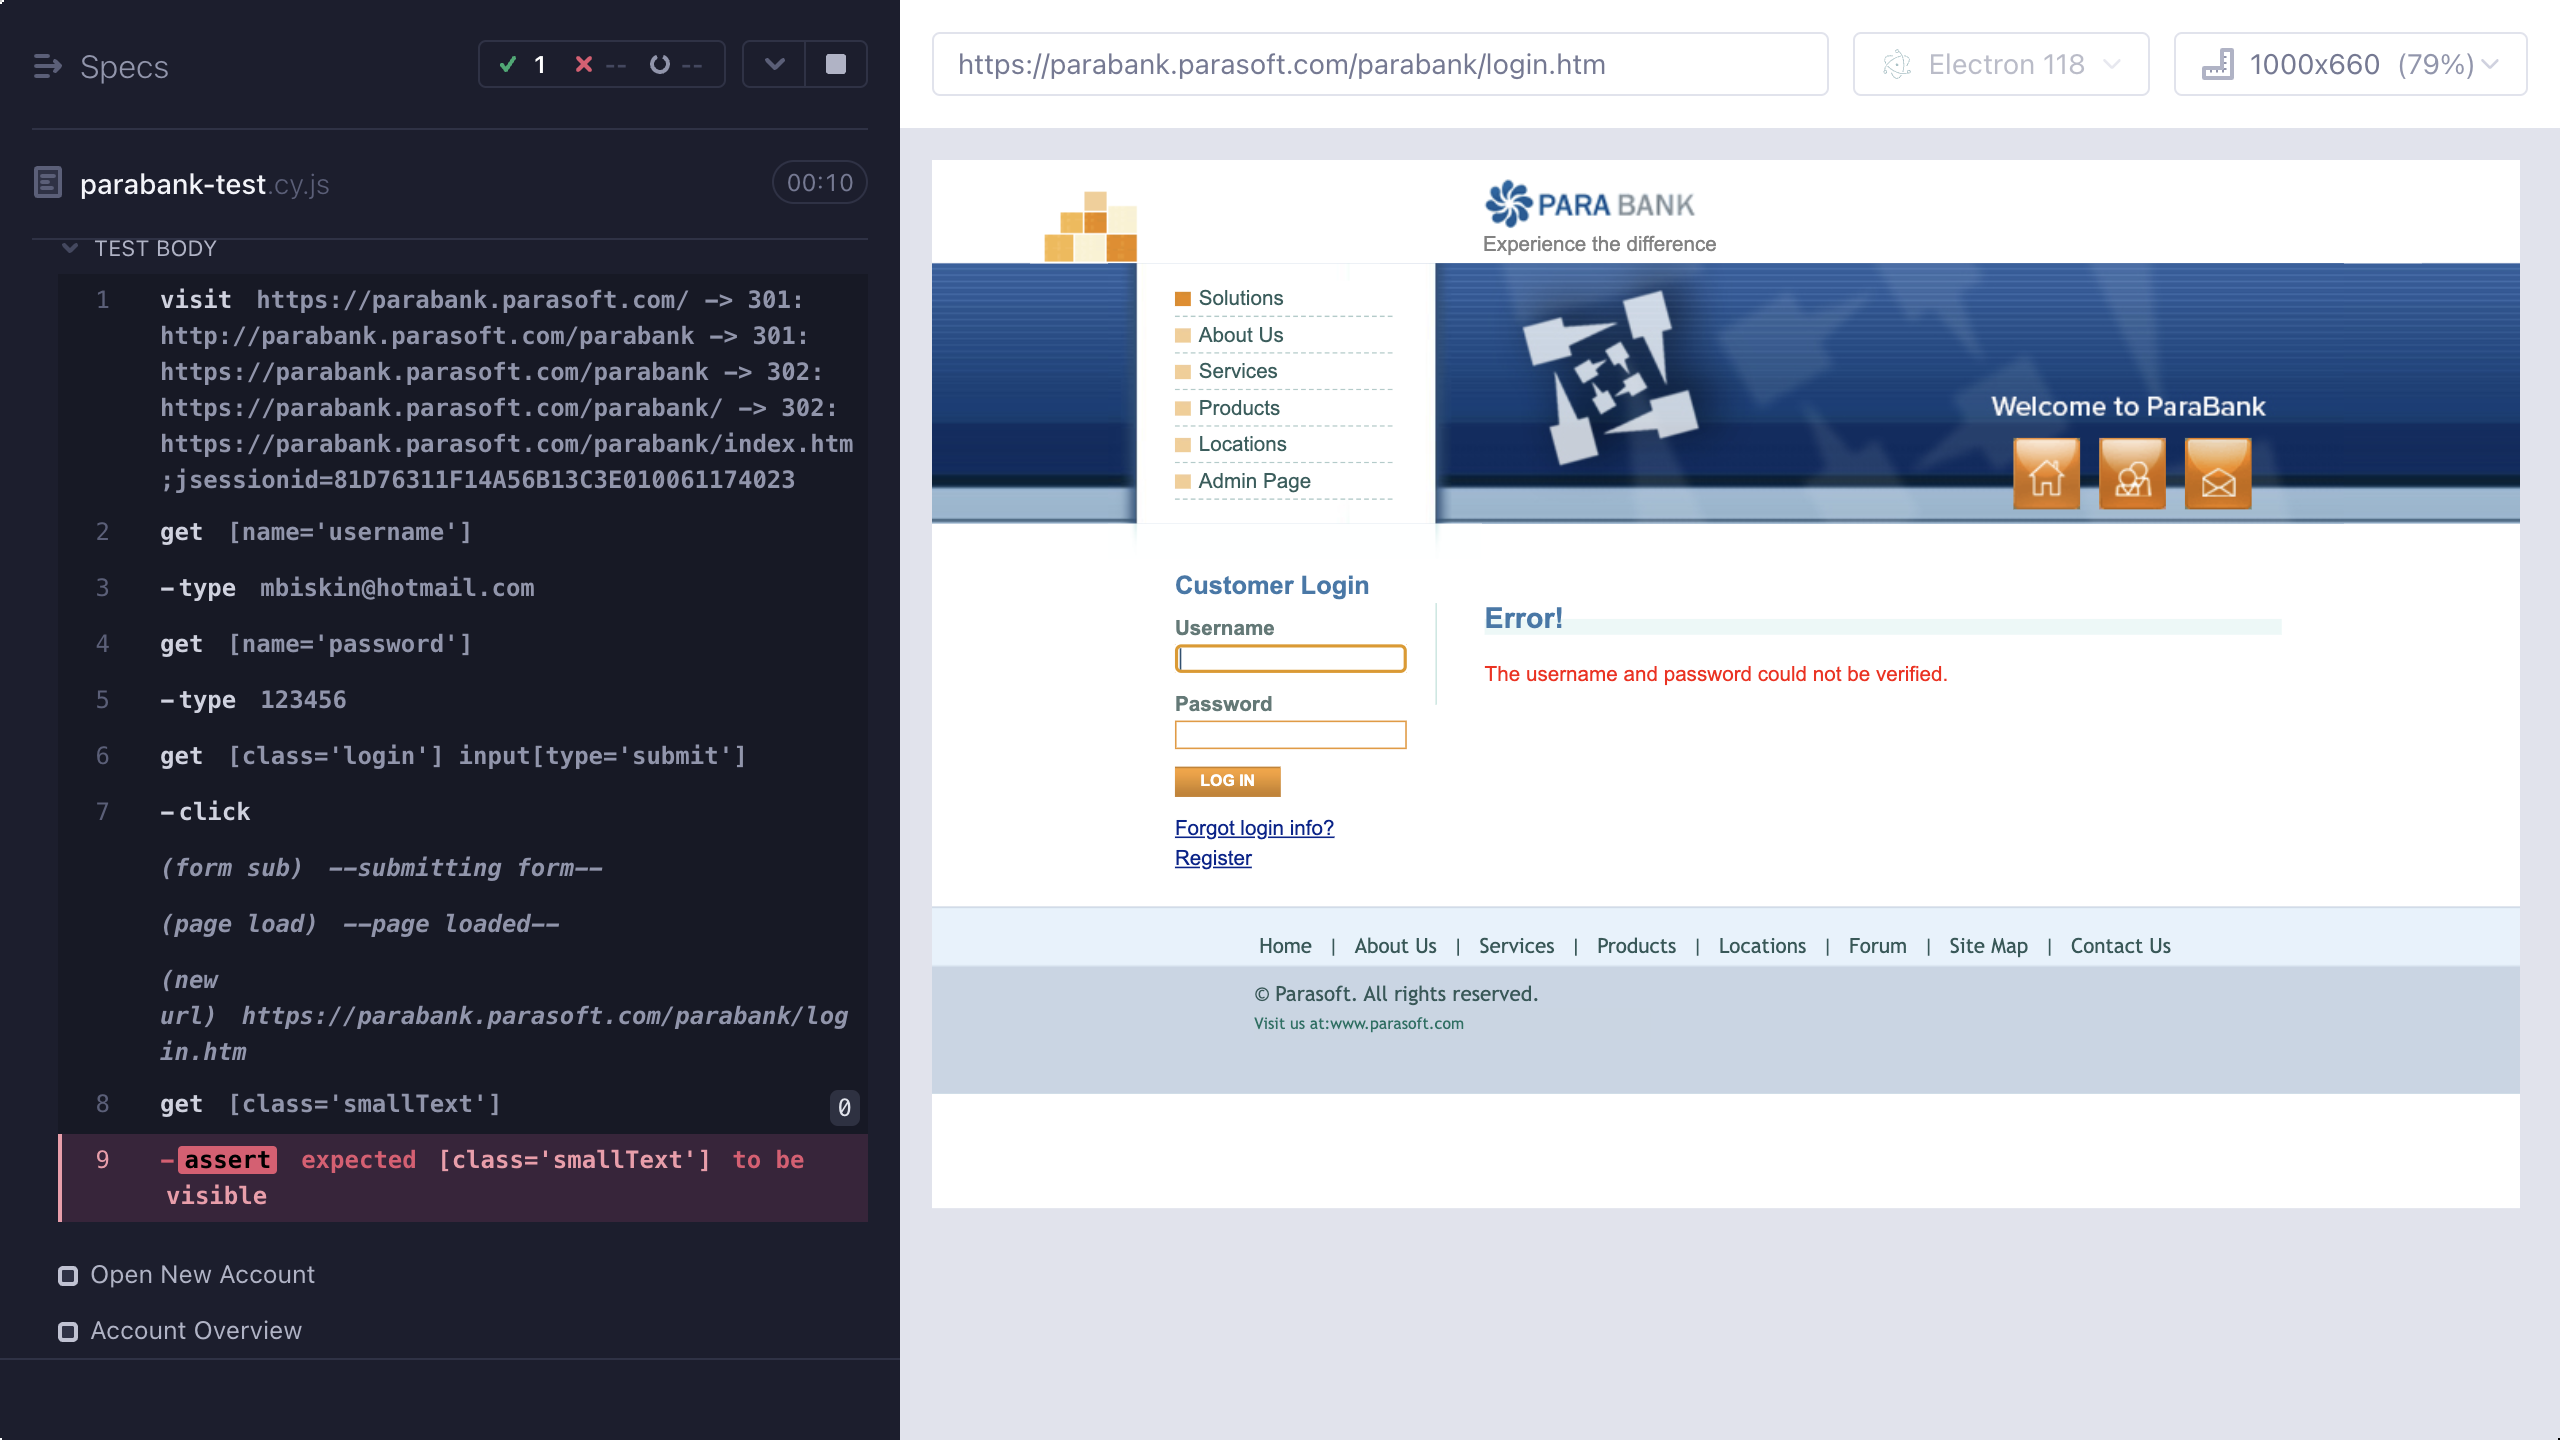 Specs
1
--
--
parabank-test.cy.js
00:10
TEST BODY
1 visit https://parabank.parasoft.com/ -> 301:
http://parabank.parasoft.com/parabank -> 301:
https://parabank.parasoft.com/parabank -> 302:
https://parabank.parasoft.com/parabank/ -> 302:
https://parabank.parasoft.com/parabank/index.htm
;jsessionid=81D76311F14A56B13C3E010061174023
2 get [name='username']
3 -type mbiskin@hotmail.com
4 get [name='password']
5 -type 123456
6 get [class='login'] input[type='submit']
7 -click
(form sub) --submitting form--
(page load) --page loaded--
(new
url) https://parabank.parasoft.com/parabank/log
in.htm
8 get [class='smallText'] 0
9 -assert expected [class='smallText'] to be
visible
Open New Account
Account Overview
https://parabank.parasoft.com/parabank/login.htm
Electron 118
1000x660 (79%)
PARA BANK
Experience the difference
Solutions
About Us
Services
Products
Locations
Admin Page
Welcome to ParaBank
Customer Login
Username
Password
LOG IN
Forgot login info?
Register
Error!
The username and password could not be verified.
Home | About Us | Services | Products | Locations | Forum | Site Map | Contact Us
© Parasoft. All rights reserved.
Visit us at:www.parasoft.com